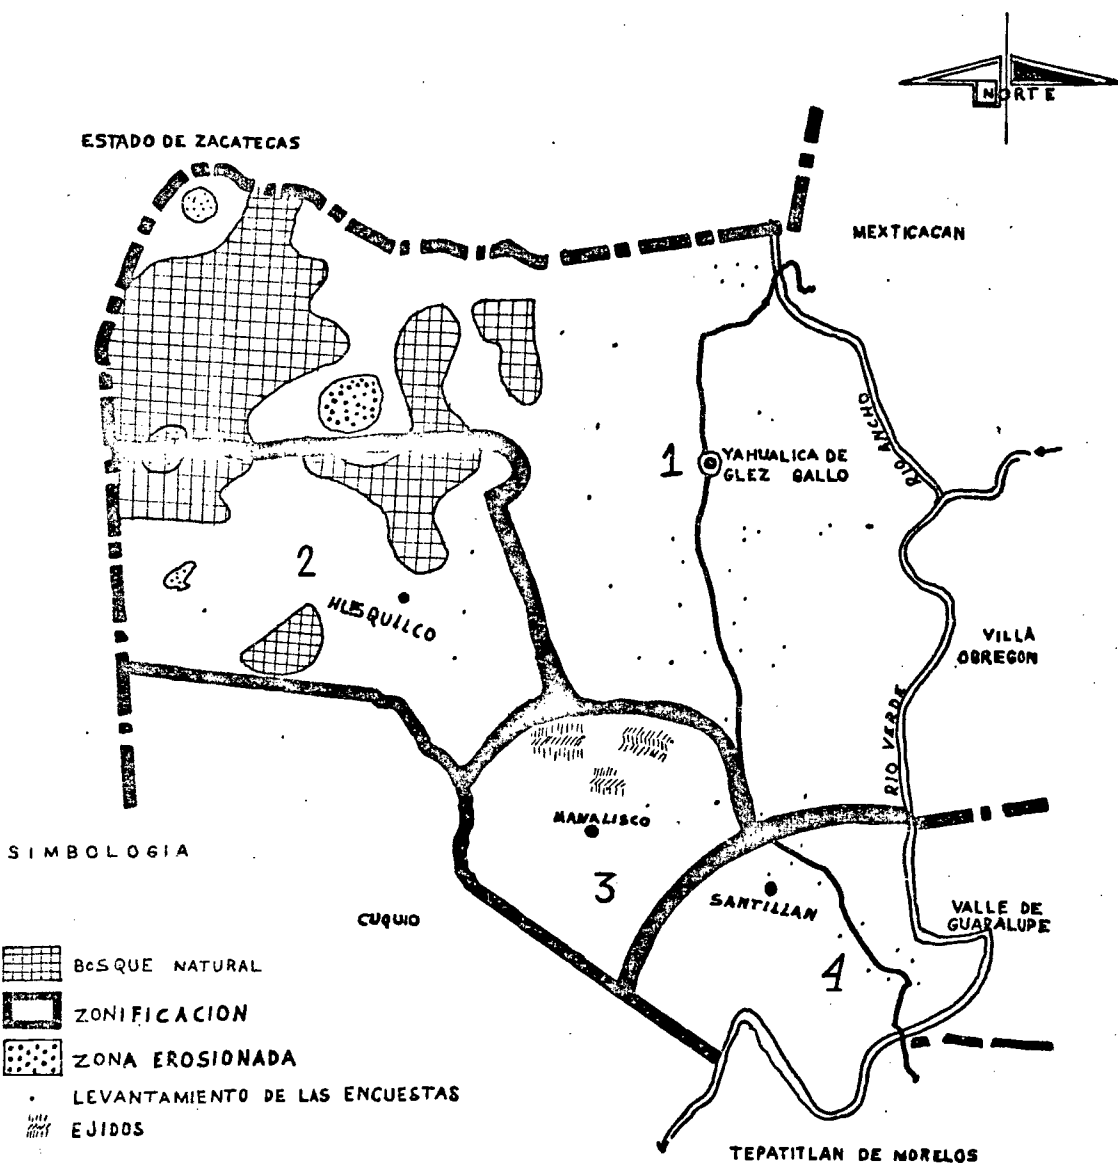 NORTE
ESTADO DE ZACATECAS
MEXTICACAN
RIO ANCHO
1
YAHUALICA DE
GLEZ GALLO
2
HUESQUILCO
VILLA
OBREGON
RIO VERDE
MANALISCO
SIMBOLOGIA
3
SANTILLAN
VALLE DE
GUADALUPE
CUQUIO
4
BOSQUE NATURAL
ZONIFICACION
ZONA EROSIONADA
LEVANTAMIENTO DE LAS ENCUESTAS
EJIDOS
TEPATITLAN DE MORELOS